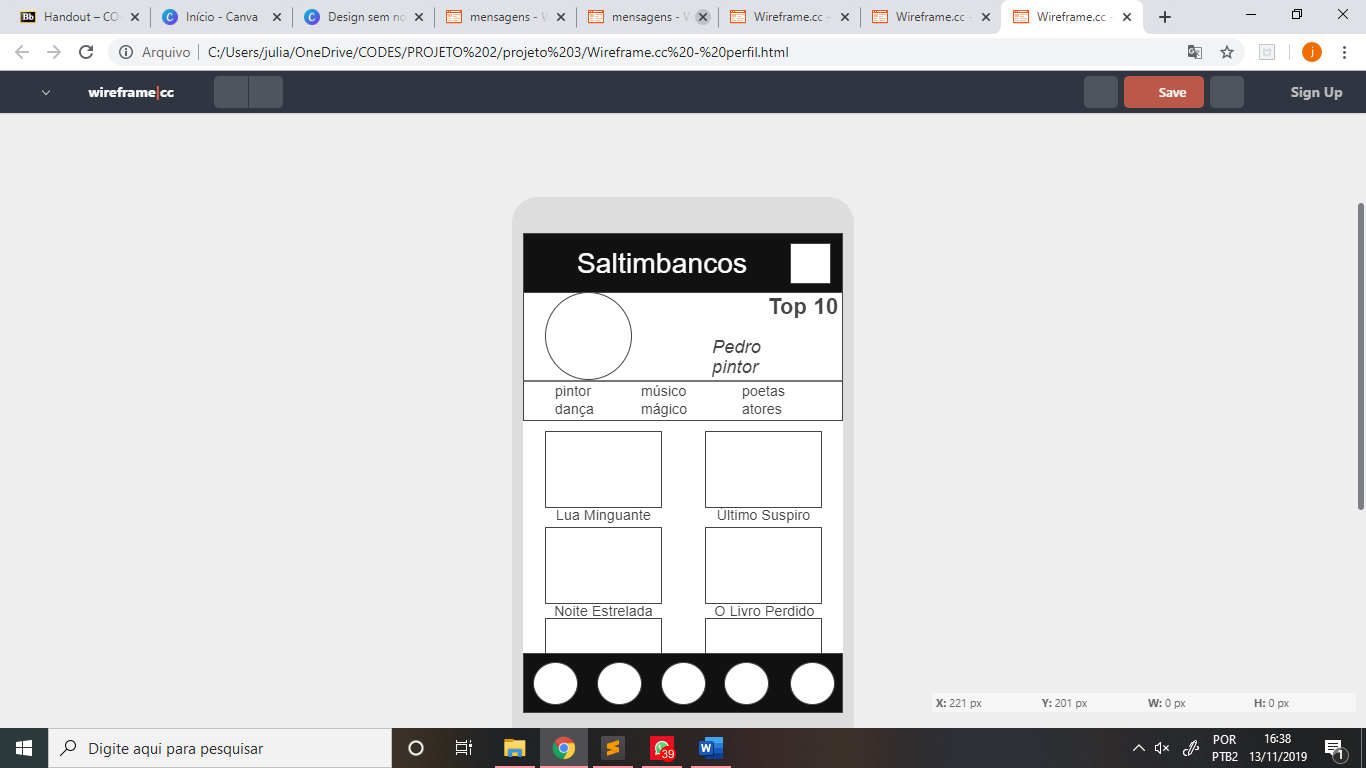 Handout – CO
Início - Canva
Design sem no
mensagens - W
mensagens - W
Wireframe.cc -
Wireframe.cc -
Wireframe.cc -
Arquivo | C:/Users/julia/OneDrive/CODES/PROJETO%202/projeto%203/Wireframe.cc%20-%20perfil.html
j
wireframe|cc
Save
Sign Up
Saltimbancos
Top 10
Pedro
pintor
pintor músico poetas
dança mágico atores
Lua Minguante Último Suspiro
Noite Estrelada O Livro Perdido
X: 221 px Y: 201 px W: 0 px H: 0 px
Digite aqui para pesquisar
39
POR
PTB2
16:38
13/11/2019
1